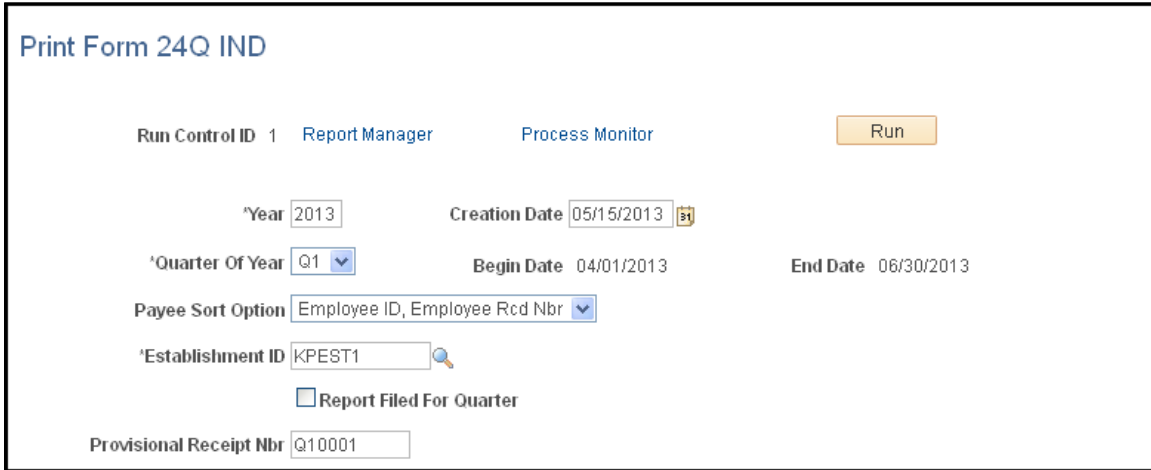 Print Form 24Q IND
Run Control ID 1 Report Manager Process Monitor Run
*Year 2013 Creation Date 05/15/2013 31
*Quarter Of Year Q1 Begin Date 04/01/2013 End Date 06/30/2013
Payee Sort Option Employee ID, Employee Rcd Nbr
*Establishment ID KPEST1
Report Filed For Quarter
Provisional Receipt Nbr Q10001